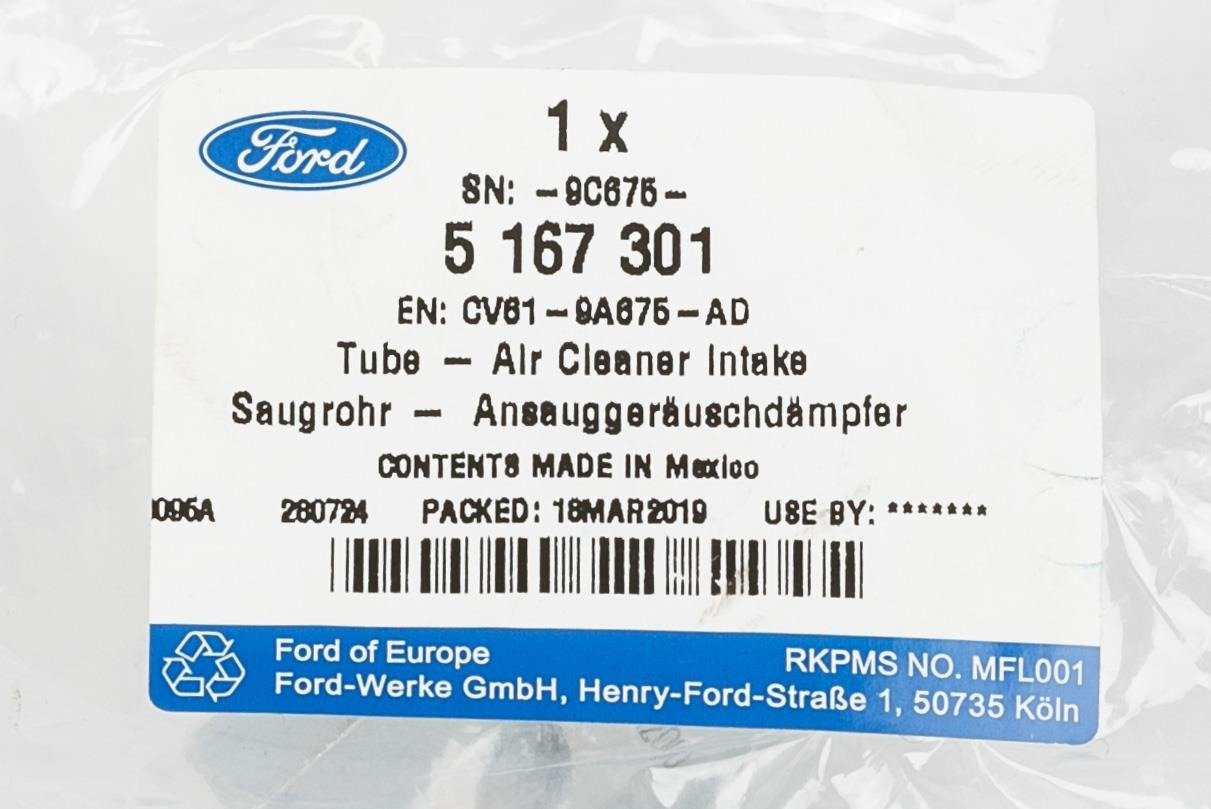 Ford
1 x
SN: -9C675-
5 167 301
EN: CV61-9A675-AD
Tube - Air Cleaner Intake
Saugrohr - Ansauggeräuschdämpfer
CONTENTS MADE IN Mexico
280724 PACKED: 18MAR2019 USE BY: *******
Ford of Europe RKPMS NO. MFL001
Ford-Werke GmbH, Henry-Ford-Straße 1, 50735 Köln